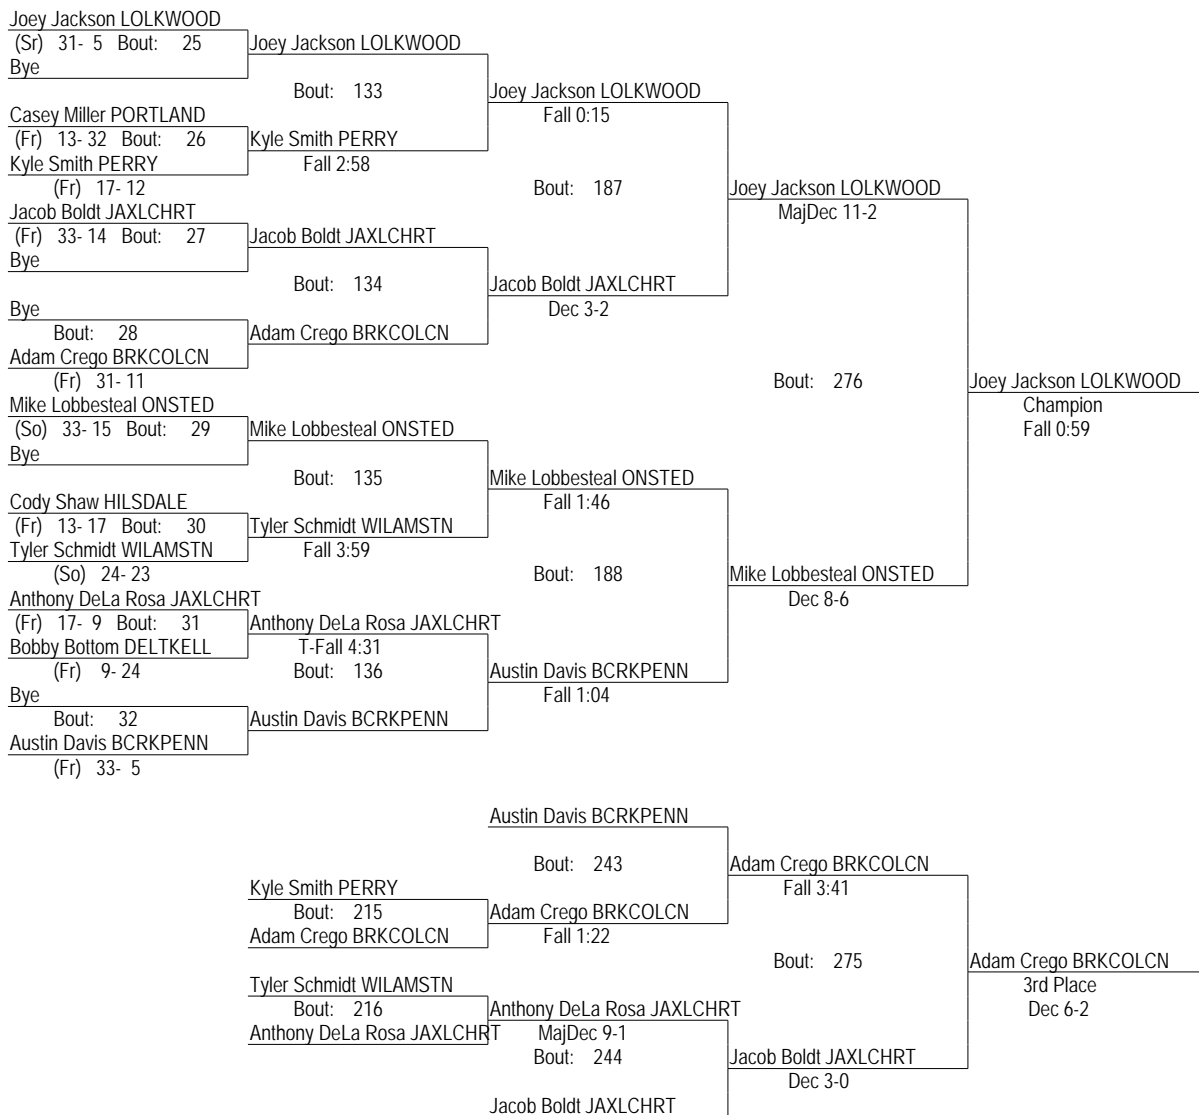 Joey Jackson LOLKWOOD
(Sr) 31- 5 Bout: 25
Joey Jackson LOLKWOOD
Bye
Bout: 133
Joey Jackson LOLKWOOD
Casey Miller PORTLAND
Fall 0:15
(Fr) 13- 32 Bout: 26
Kyle Smith PERRY
Kyle Smith PERRY
Fall 2:58
(Fr) 17- 12
Bout: 187
Joey Jackson LOLKWOOD
Jacob Boldt JAXLCHRT
MajDec 11-2
(Fr) 33- 14 Bout: 27
Jacob Boldt JAXLCHRT
Bye
Bout: 134
Jacob Boldt JAXLCHRT
Bye
Dec 3-2
Bout: 28
Adam Crego BRKCOLCN
Adam Crego BRKCOLCN
(Fr) 31- 11
Bout: 276
Joey Jackson LOLKWOOD
Mike Lobbesteal ONSTED
Champion
(So) 33- 15 Bout: 29
Mike Lobbesteal ONSTED
Fall 0:59
Bye
Bout: 135
Mike Lobbesteal ONSTED
Cody Shaw HILSDALE
Fall 1:46
(Fr) 13- 17 Bout: 30
Tyler Schmidt WILAMSTN
Tyler Schmidt WILAMSTN
Fall 3:59
(So) 24- 23
Bout: 188
Mike Lobbesteal ONSTED
Anthony DeLa Rosa JAXLCHRT
Dec 8-6
(Fr) 17- 9 Bout: 31
Anthony DeLa Rosa JAXLCHRT
Bobby Bottom DELTKELL
T-Fall 4:31
(Fr) 9- 24
Bout: 136
Austin Davis BCRKPENN
Bye
Fall 1:04
Bout: 32
Austin Davis BCRKPENN
Austin Davis BCRKPENN
(Fr) 33- 5
Austin Davis BCRKPENN
Bout: 243
Adam Crego BRKCOLCN
Kyle Smith PERRY
Fall 3:41
Bout: 215
Adam Crego BRKCOLCN
Adam Crego BRKCOLCN
Fall 1:22
Bout: 275
Adam Crego BRKCOLCN
Tyler Schmidt WILAMSTN
3rd Place
Bout: 216
Anthony DeLa Rosa JAXLCHRT
Dec 6-2
Anthony DeLa Rosa JAXLCHRT
MajDec 9-1
Bout: 244
Jacob Boldt JAXLCHRT
Dec 3-0
Jacob Boldt JAXLCHRT